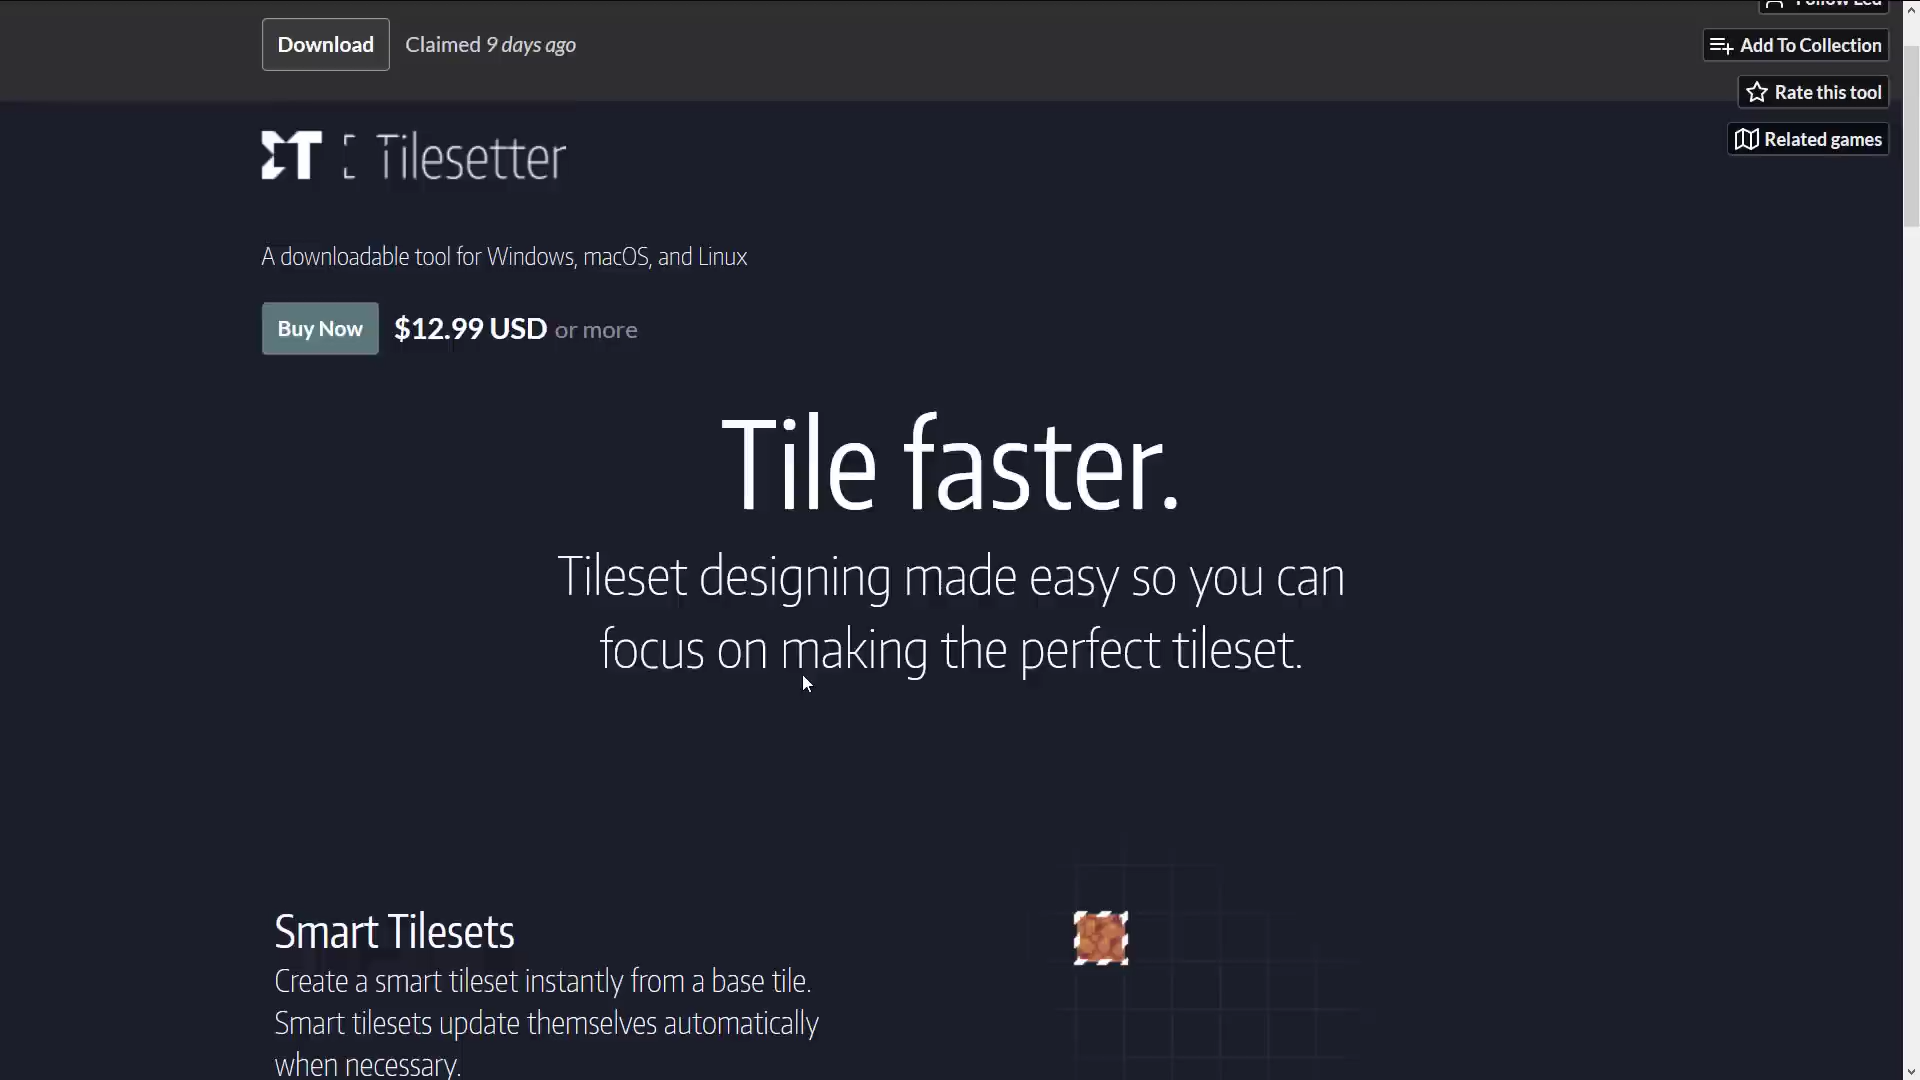 Follow Led
Download Claimed 9 days ago
Add To Collection
Rate this tool
Related games
Tilesetter
A downloadable tool for Windows, macOS, and Linux
Buy Now $12.99 USD or more
Tile faster.
Tileset designing made easy so you can
focus on making the perfect tileset.
Smart Tilesets
Create a smart tileset instantly from a base tile.
Smart tilesets update themselves automatically
when necessary.